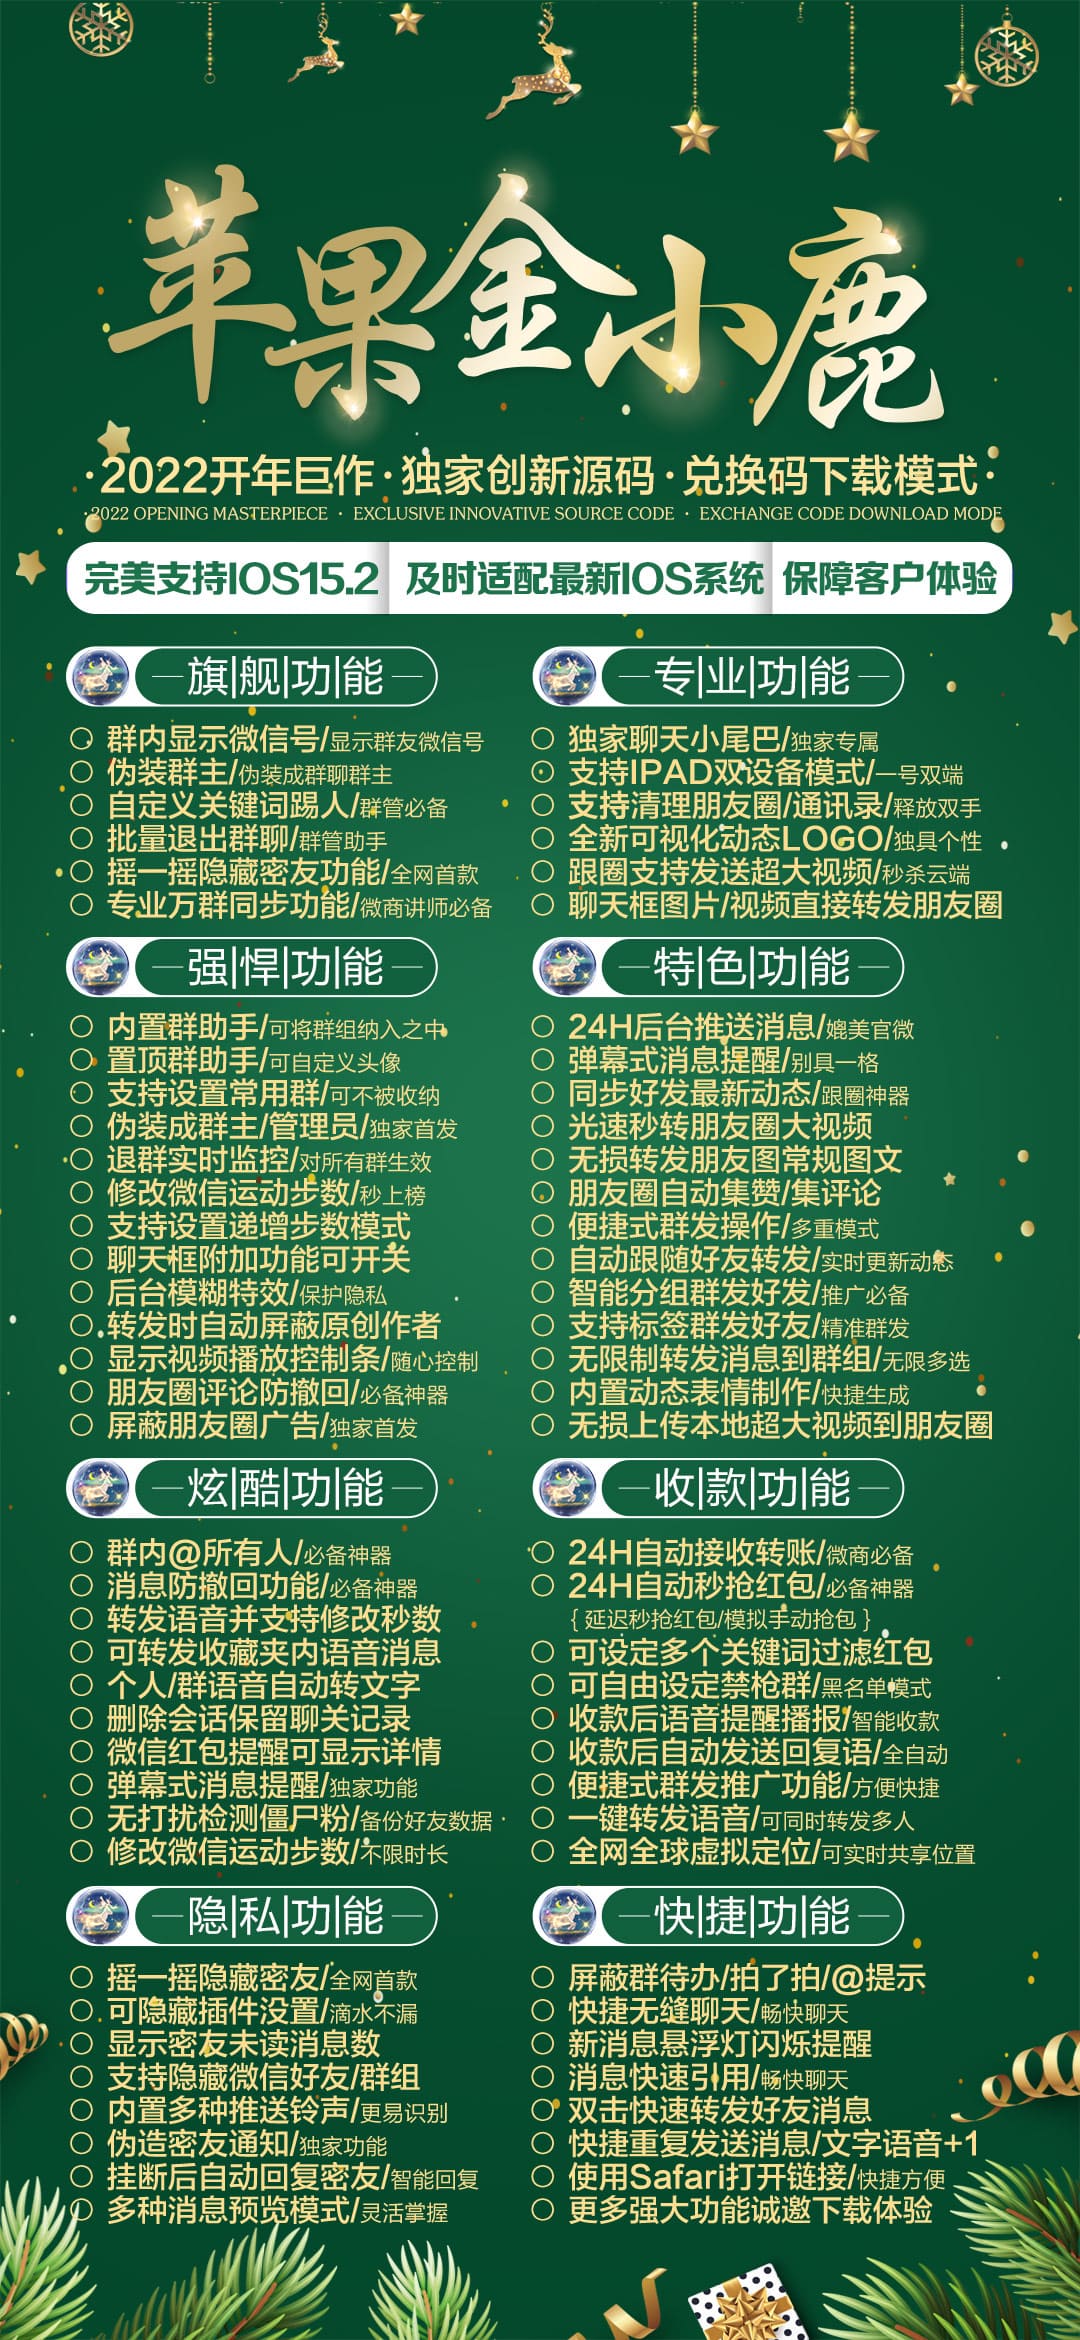 苹果金小鹿
·2022开年巨作·独家创新源码·兑换码下载模式·
·2022 OPENING MASTERPIECE · EXCLUSIVE INNOVATIVE SOURCE CODE · EXCHANGE CODE DOWNLOAD MODE
完美支持IOS15.2 及时适配最新IOS系统 保障客户体验
旗|舰|功|能
群内显示微信号/显示群友微信号
伪装群主/伪装成群聊群主
自定义关键词踢人/群管必备
批量退出群聊/群管助手
摇一摇隐藏密友功能/全网首款
专业万群同步功能/微商讲师必备
专|业|功|能
独家聊天小尾巴/独家专属
支持IPAD双设备模式/一号双端
支持清理朋友圈/通讯录/释放双手
全新可视化动态LOGO/独具个性
跟圈支持发送超大视频/秒杀云端
聊天框图片/视频直接转发朋友圈
强|悍|功|能
内置群助手/可将群组纳入之中
置顶群助手/可自定义头像
支持设置常用群/可不被收纳
伪装成群主/管理员/独家首发
退群实时监控/对所有群生效
修改微信运动步数/秒上榜
支持设置递增步数模式
聊天框附加功能可开关
后台模糊特效/保护隐私
转发时自动屏蔽原创作者
显示视频播放控制条/随心控制
朋友圈评论防撤回/必备神器
屏蔽朋友圈广告/独家首发
特|色|功|能
24H后台推送消息/媲美官微
弹幕式消息提醒/别具一格
同步好发最新动态/跟圈神器
光速秒转朋友圈大视频
无损转发朋友图常规图文
朋友圈自动集赞/集评论
便捷式群发操作/多重模式
自动跟随好友转发/实时更新动态
智能分组群发好发/推广必备
支持标签群发好友/精准群发
无限制转发消息到群组/无限多选
内置动态表情制作/快捷生成
无损上传本地超大视频到朋友圈
炫|酷|功|能
群内@所有人/必备神器
消息防撤回功能/必备神器
转发语音并支持修改秒数
可转发收藏夹内语音消息
个人/群语音自动转文字
删除会话保留聊关记录
微信红包提醒可显示详情
弹幕式消息提醒/独家功能
无打扰检测僵尸粉/备份好友数据
修改微信运动步数/不限时长
收|款|功|能
24H自动接收转账/微商必备
24H自动秒抢红包/必备神器
{ 延迟秒抢红包/模拟手动抢包 }
可设定多个关键词过滤红包
可自由设定禁枪群/黑名单模式
收款后语音提醒播报/智能收款
收款后自动发送回复语/全自动
便捷式群发推广功能/方便快捷
一键转发语音/可同时转发多人
全网全球虚拟定位/可实时共享位置
隐|私|功|能
摇一摇隐藏密友/全网首款
可隐藏插件没置/滴水不漏
显示密友未读消息数
支持隐藏微信好友/群组
内置多种推送铃声/更易识别
伪造密友通知/独家功能
挂断后自动回复密友/智能回复
多种消息预览模式/灵活掌握
快|捷|功|能
屏蔽群待办/拍了拍/@提示
快捷无缝聊天/畅快聊天
新消息悬浮灯闪烁提醒
消息快速引用/畅快聊天
双击快速转发好友消息
快捷重复发送消息/文字语音+1
使用Safari打开链接/快捷方便
更多强大功能诚邀下载体验